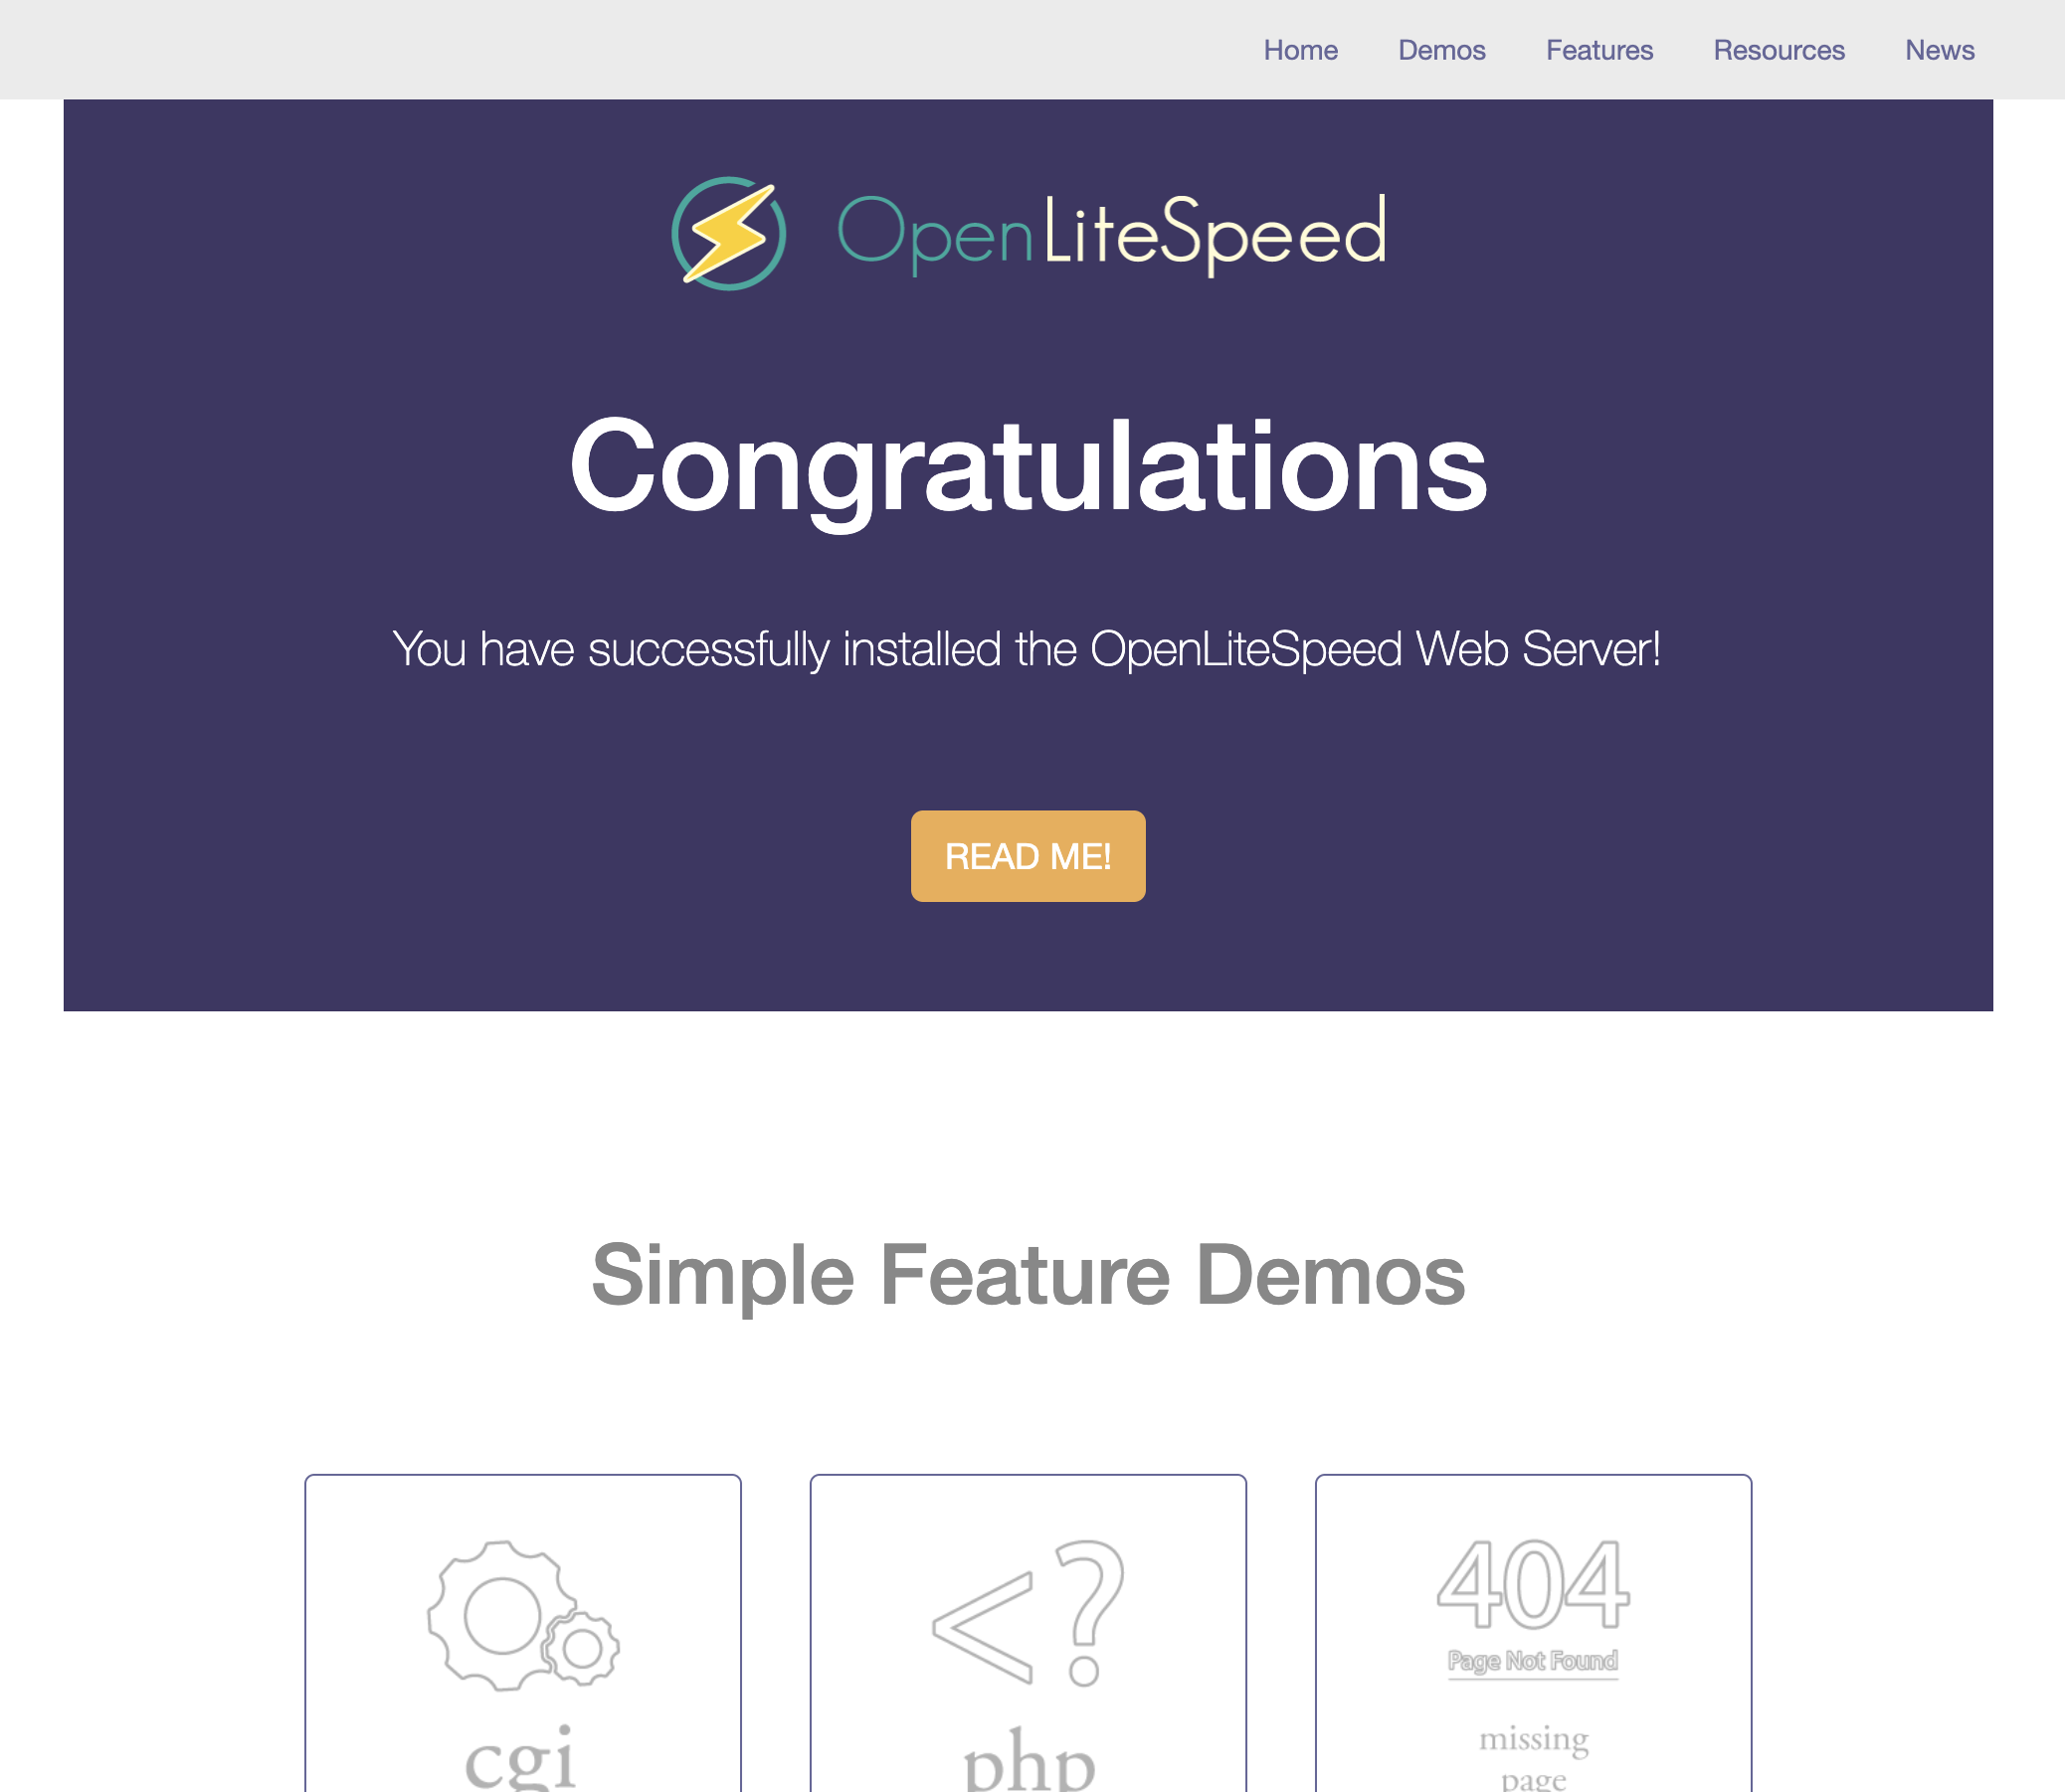 Home Demos Features Resources News
OpenLiteSpeed
Congratulations
You have successfully installed the OpenLiteSpeed Web Server!
READ ME!
Simple Feature Demos
404
Page Not Found
<?
cgi
php
missing
page